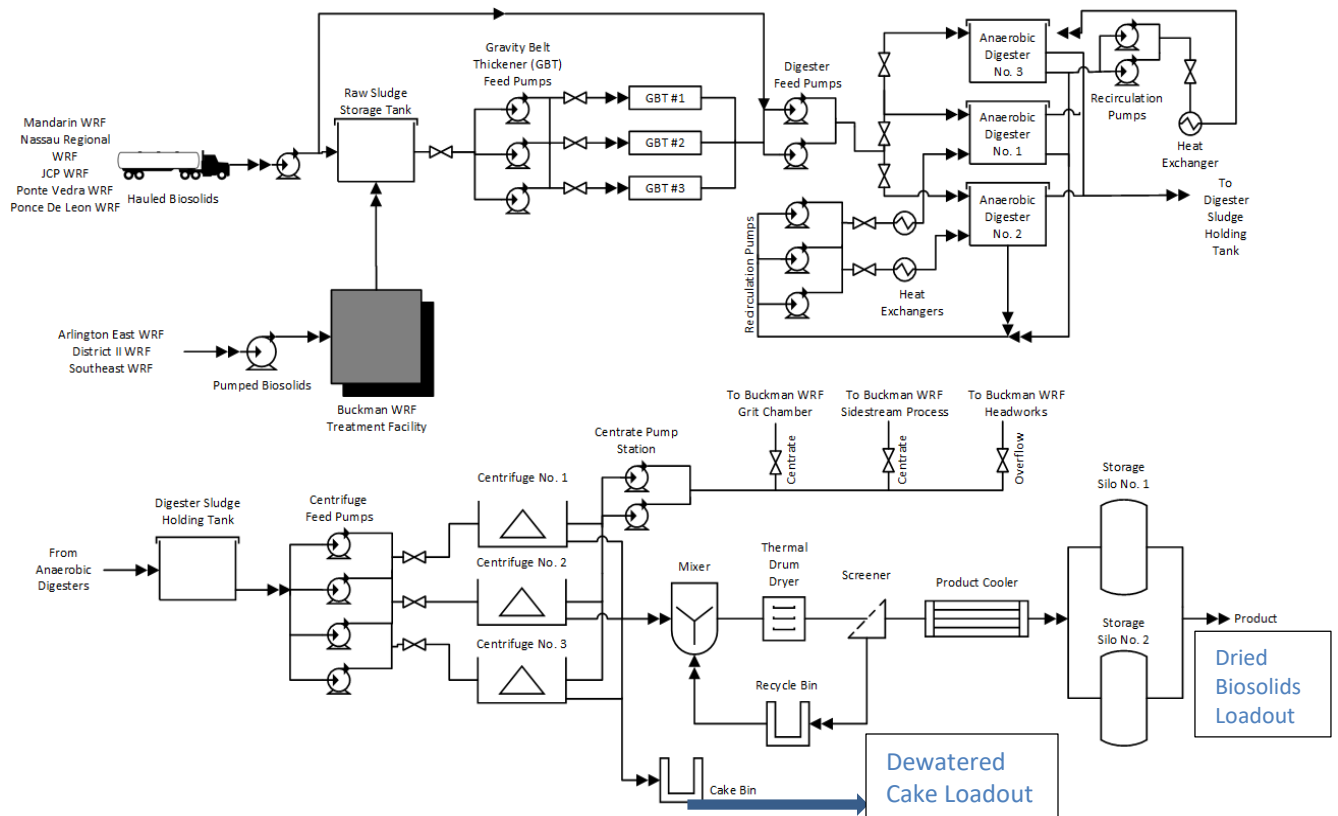 Mandarin WRF
Nassau Regional
WRF
JCP WRF
Ponte Vedra WRF
Ponce De Leon WRF
Hauled Biosolids
Raw Sludge
Storage Tank
Gravity Belt
Thickener (GBT)
Feed Pumps
GBT #1
GBT #2
GBT #3
Digester
Feed Pumps
Anaerobic
Digester
No. 3
Anaerobic
Digester
No. 1
Anaerobic
Digester
No. 2
Recirculation
Pumps
Heat
Exchanger
To
Digester
Sludge
Holding
Tank
Recirculation Pumps
Heat
Exchangers
Arlington East WRF
District II WRF
Southeast WRF
Pumped Biosolids
Buckman WRF
Treatment Facility
To Buckman WRF
Grit Chamber
To Buckman WRF
Sidestream Process
To Buckman WRF
Headworks
Centrate
Centrate
Overflow
Centrate Pump
Station
From
Anaerobic
Digesters
Digester Sludge
Holding Tank
Centrifuge
Feed Pumps
Centrifuge No. 1
Centrifuge No. 2
Centrifuge No. 3
Mixer
Thermal
Drum
Dryer
Screener
Product Cooler
Recycle Bin
Storage
Silo No. 1
Storage
Silo No. 2
Product
Dried
Biosolids
Loadout
Cake Bin
Dewatered
Cake Loadout